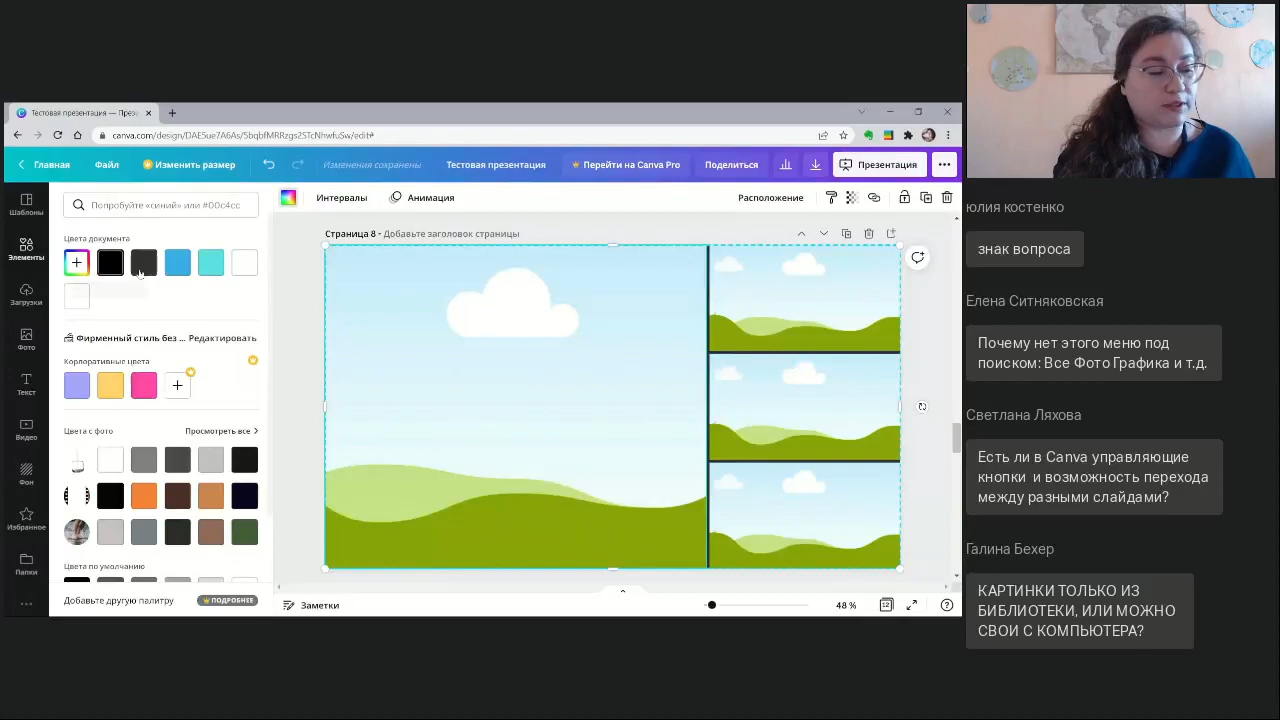 Тестовая презентация — През
canva.com/design/DAE5ue7A6As/5bqbfMRRzgs2STcNhwfuSw/edit#
Главная
Файл
Изменить размер
Изменения сохранены
Тестовая презентация
Перейти на Canva Pro
Поделиться
Презентация
Шаблоны
Элементы
Загрузки
Фото
Текст
Видео
Фон
Избранное
Папки
Попробуйте «синий» или #00c4cc
Цвета документа
Фирменный стиль без ... Редактировать
Корпоративные цвета
Цвета с фото
Просмотреть все
Цвета по умолчанию
Добавьте другую палитру
ПОДРОБНЕЕ
Интервалы
Анимация
Расположение
Страница 8 - Добавьте заголовок страницы
Заметки
48 %
12
юлия костенко
знак вопроса
Елена Ситняковская
Почему нет этого меню под
поиском: Все Фото Графика и т.д.
Светлана Ляхова
Есть ли в Canva управляющие
кнопки и возможность перехода
между разными слайдами?
Галина Бехер
КАРТИНКИ ТОЛЬКО ИЗ
БИБЛИОТЕКИ, ИЛИ МОЖНО
СВОИ С КОМПЬЮТЕРА?